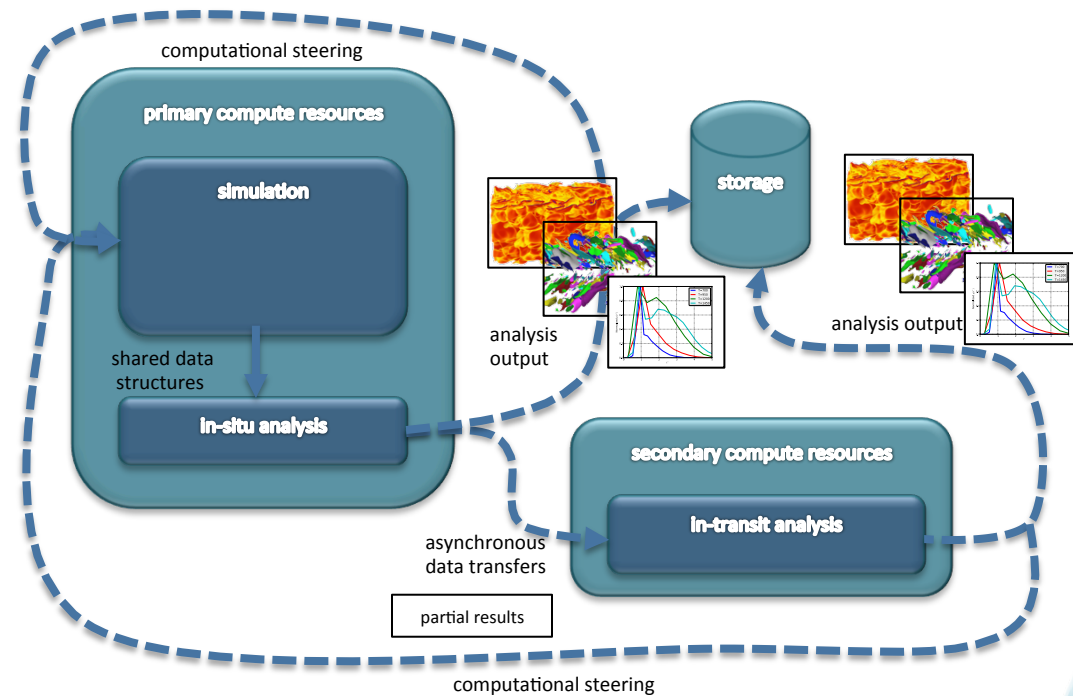 computational steering
primary compute resources
simulation
storage
shared data
structures
analysis
output
analysis output
in-situ analysis
secondary compute resources
in-transit analysis
asynchronous
data transfers
partial results
computational steering